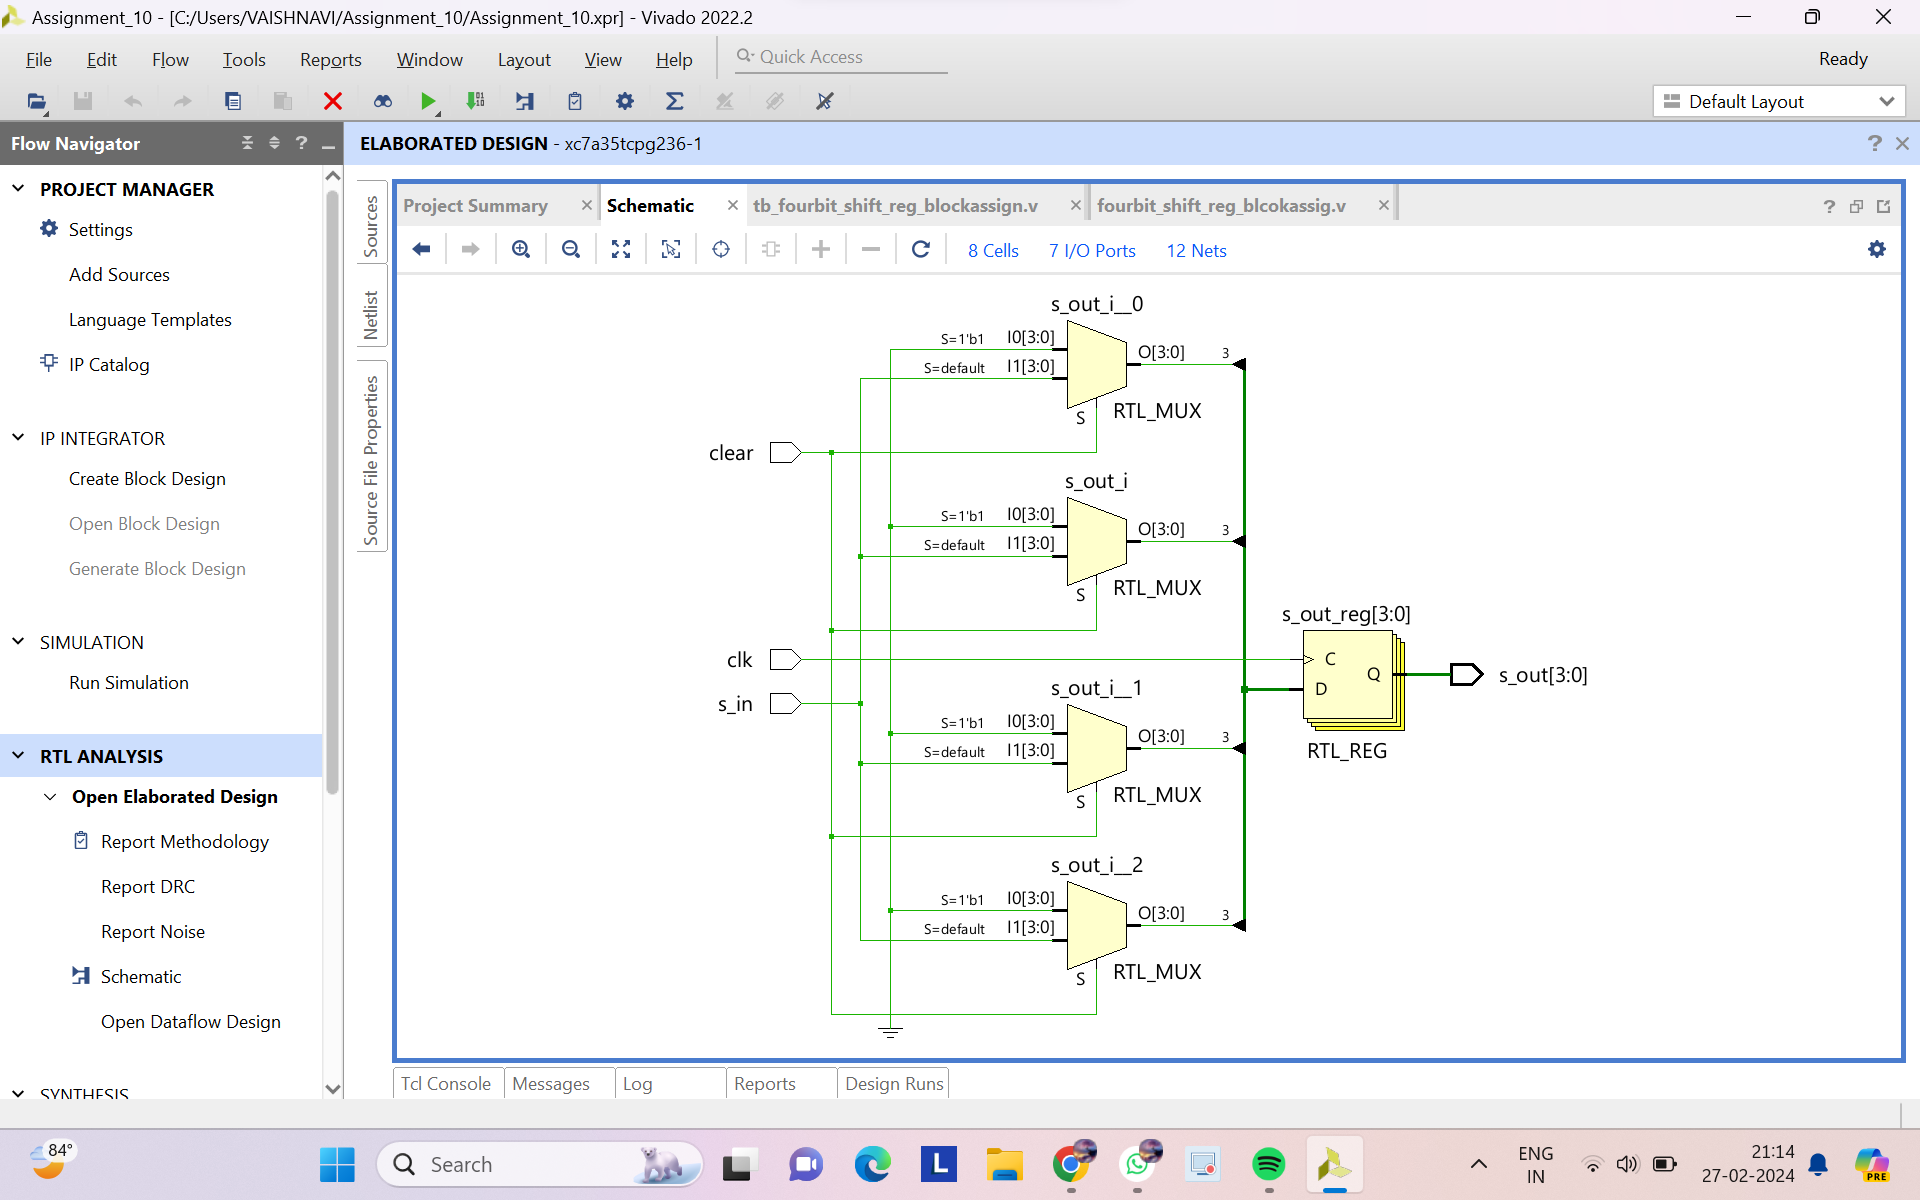 Assignment_10 - [C:/Users/VAISHNAVI/Assignment_10/Assignment_10.xpr] - Vivado 2022.2
File Edit Flow Tools Reports Window Layout View Help Quick Access Ready
Default Layout
Flow Navigator
ELABORATED DESIGN - xc7a35tcpg236-1
PROJECT MANAGER
Settings
Add Sources
Language Templates
IP Catalog
IP INTEGRATOR
Create Block Design
Open Block Design
Generate Block Design
SIMULATION
Run Simulation
RTL ANALYSIS
Open Elaborated Design
Report Methodology
Report DRC
Report Noise
Schematic
Open Dataflow Design
SYNTHESIS
Sources
Netlist
Source File Properties
Project Summary Schematic tb_fourbit_shift_reg_blockassign.v fourbit_shift_reg_blcokassig.v
8 Cells 7 I/O Ports 12 Nets
s_out_i__0
S=1'b1 I0[3:0]
S=default I1[3:0]
O[3:0] 3
S
RTL_MUX
clear
s_out_i
S=1'b1 I0[3:0]
S=default I1[3:0]
O[3:0] 3
S
RTL_MUX
clk
s_in
s_out_i__1
S=1'b1 I0[3:0]
S=default I1[3:0]
O[3:0] 3
S
RTL_MUX
s_out_reg[3:0]
C
D
Q
RTL_REG
s_out[3:0]
s_out_i__2
S=1'b1 I0[3:0]
S=default I1[3:0]
O[3:0] 3
S
RTL_MUX
Tcl Console Messages Log Reports Design Runs
84°
Search
L
ENG
IN
21:14
27-02-2024
PRE